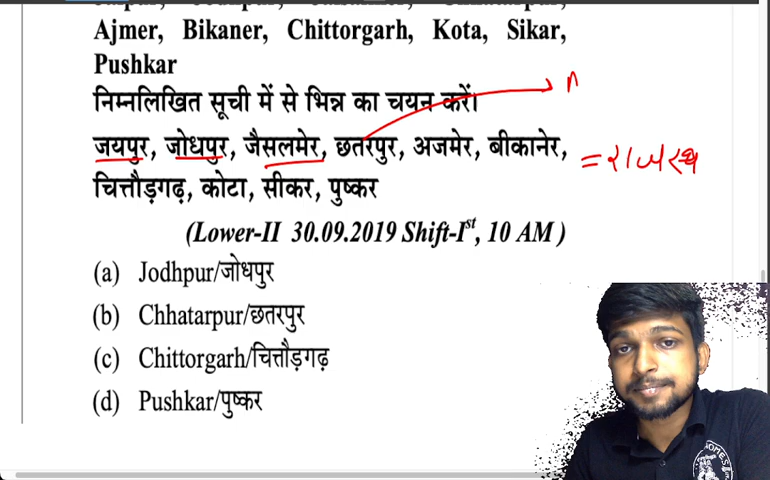 Ajmer, Bikaner, Chittorgarh, Kota, Sikar,
Pushkar
निम्नलिखित सूची में से भिन्न का चयन करें।
जयपुर, जोधपुर, जैसलमेर, छतरपुर, अजमेर, बीकानेर,
चित्तौड़गढ़, कोटा, सीकर, पुष्कर
(Lower-II 30.09.2019 Shift-Iˢᵗ, 10 AM)
(a) Jodhpur/जोधपुर
(b) Chhatarpur/छतरपुर
(c) Chittorgarh/चित्तौड़गढ़
(d) Pushkar/पुष्कर